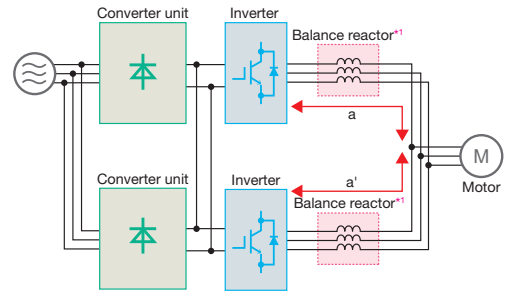 Converter unit
Inverter
Balance reactor*1
a
M
Motor
Converter unit
Inverter
a'
Balance reactor*1